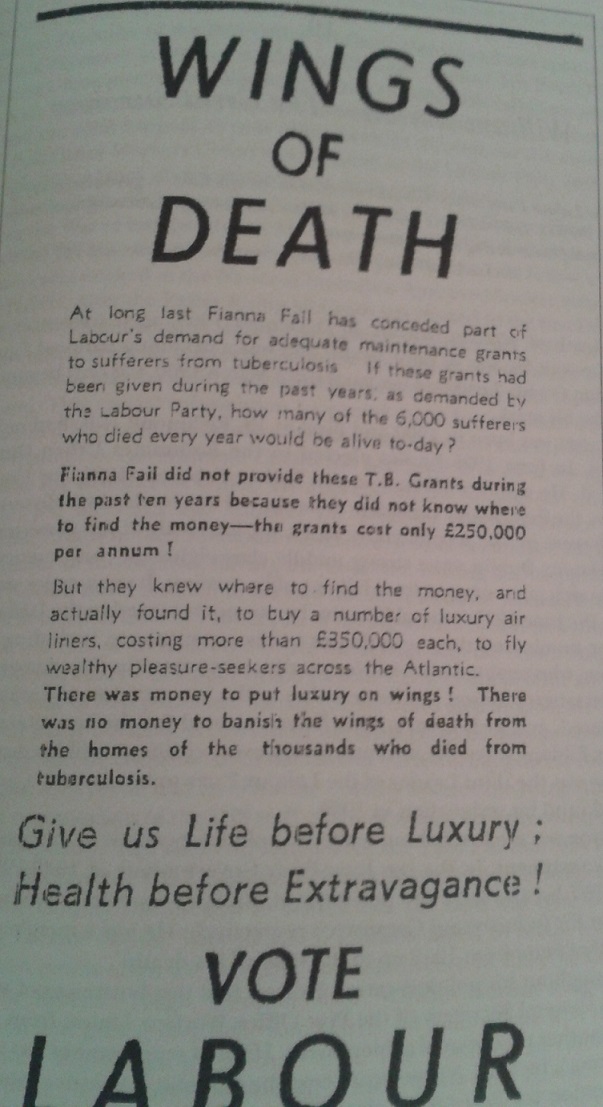 WINGS
OF
DEATH
At long last Fianna Fail has conceded part of
Labour's demand for adequate maintenance grants
to sufferers from tuberculosis If these grants had
been given during the past years, as demanded by
the Labour Party, how many of the 6,000 sufferers
who died every year would be alive to-day ?
Fianna Fail did not provide these T.B. Grants during
the past ten years because they did not know where
to find the money—the grants cost only £250,000
per annum !
But they knew where to find the money, and
actually found it, to buy a number of luxury air
liners, costing more than £350,000 each, to fly
wealthy pleasure-seekers across the Atlantic.
There was money to put luxury on wings ! There
was no money to banish the wings of death from
the homes of the thousands who died from
tuberculosis.
Give us Life before Luxury ;
Health before Extravagance !
VOTE
LABOUR